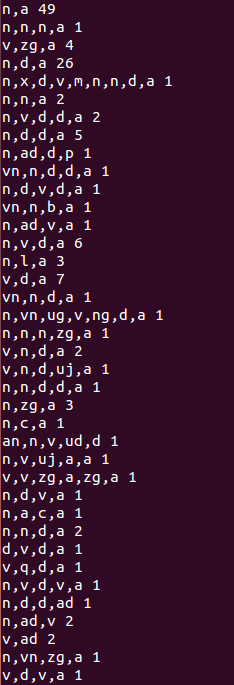 n,a 49
n,n,n,a 1
v,zg,a 4
n,d,a 26
n,x,d,v,m,n,n,d,a 1
n,n,a 2
n,v,d,d,a 2
n,d,d,a 5
n,ad,d,p 1
vn,n,d,d,a 1
n,d,v,d,a 1
vn,n,b,a 1
n,ad,v,a 1
n,v,d,a 6
n,l,a 3
v,d,a 7
vn,n,d,a 1
n,vn,ug,v,ng,d,a 1
n,n,n,zg,a 1
v,n,d,a 2
v,n,d,uj,a 1
n,n,d,d,a 1
n,zg,a 3
n,c,a 1
an,n,v,ud,d 1
n,v,uj,a,a 1
v,v,zg,a,zg,a 1
n,d,v,a 1
n,a,c,a 1
n,n,d,a 2
d,v,d,a 1
v,q,d,a 1
n,v,d,v,a 1
n,d,d,ad 1
n,ad,v 2
v,ad 2
n,vn,zg,a 1
v,d,v,a 1